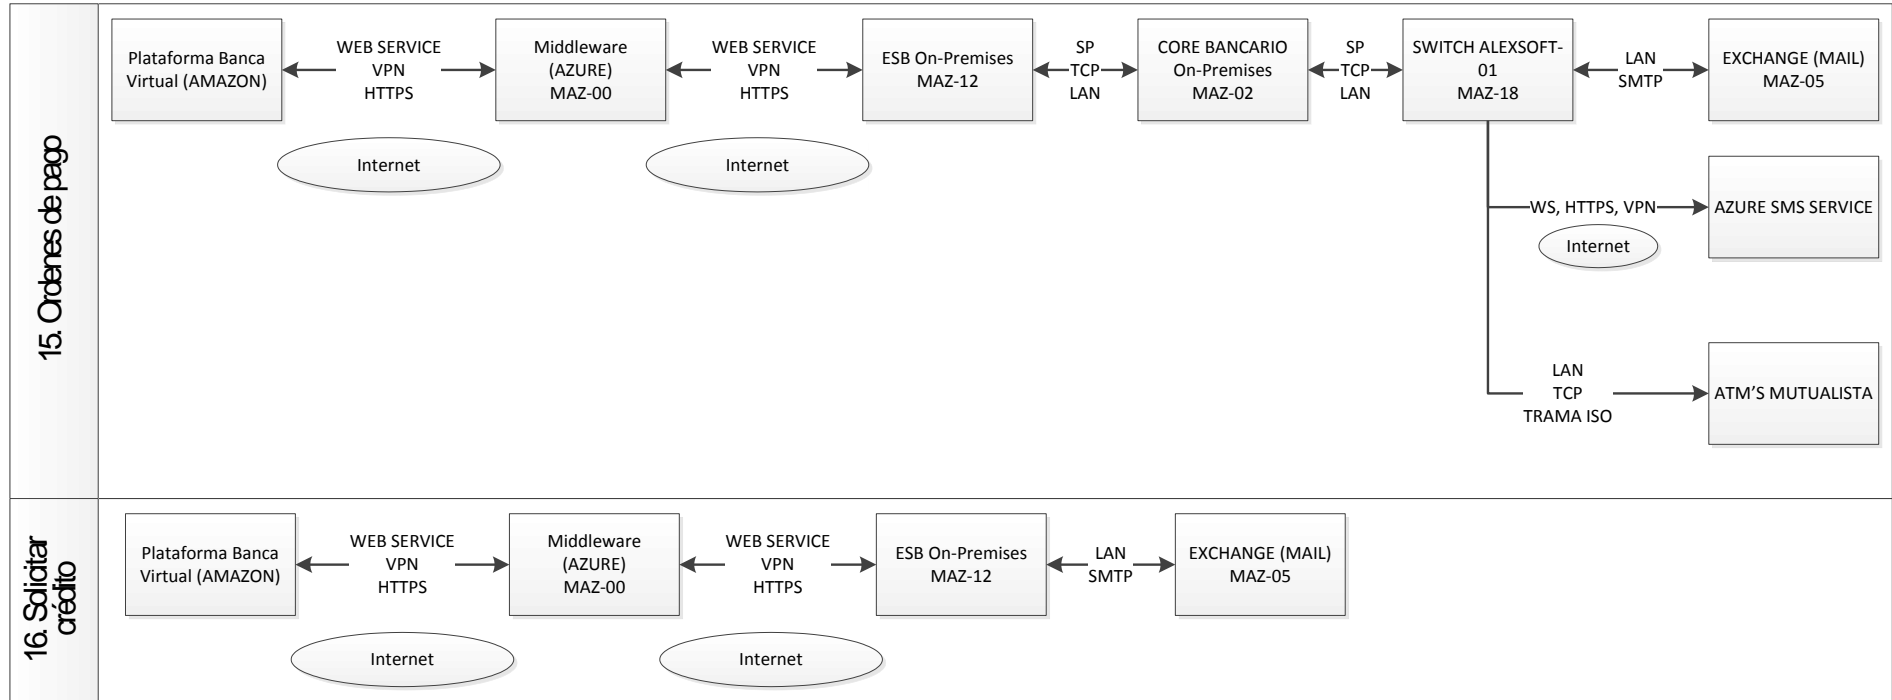 15. Ordenes de pago
Plataforma Banca
Virtual (AMAZON)
WEB SERVICE
VPN
HTTPS
Internet
Middleware
(AZURE)
MAZ-00
WEB SERVICE
VPN
HTTPS
Internet
ESB On-Premises
MAZ-12
SP
TCP
LAN
CORE BANCARIO
On-Premises
MAZ-02
SP
TCP
LAN
SWITCH ALEXSOFT-
01
MAZ-18
LAN
SMTP
EXCHANGE (MAIL)
MAZ-05
WS, HTTPS, VPN
Internet
AZURE SMS SERVICE
LAN
TCP
TRAMA ISO
ATM’S MUTUALISTA
16. Solicitar
crédito
Plataforma Banca
Virtual (AMAZON)
WEB SERVICE
VPN
HTTPS
Internet
Middleware
(AZURE)
MAZ-00
WEB SERVICE
VPN
HTTPS
Internet
ESB On-Premises
MAZ-12
LAN
SMTP
EXCHANGE (MAIL)
MAZ-05